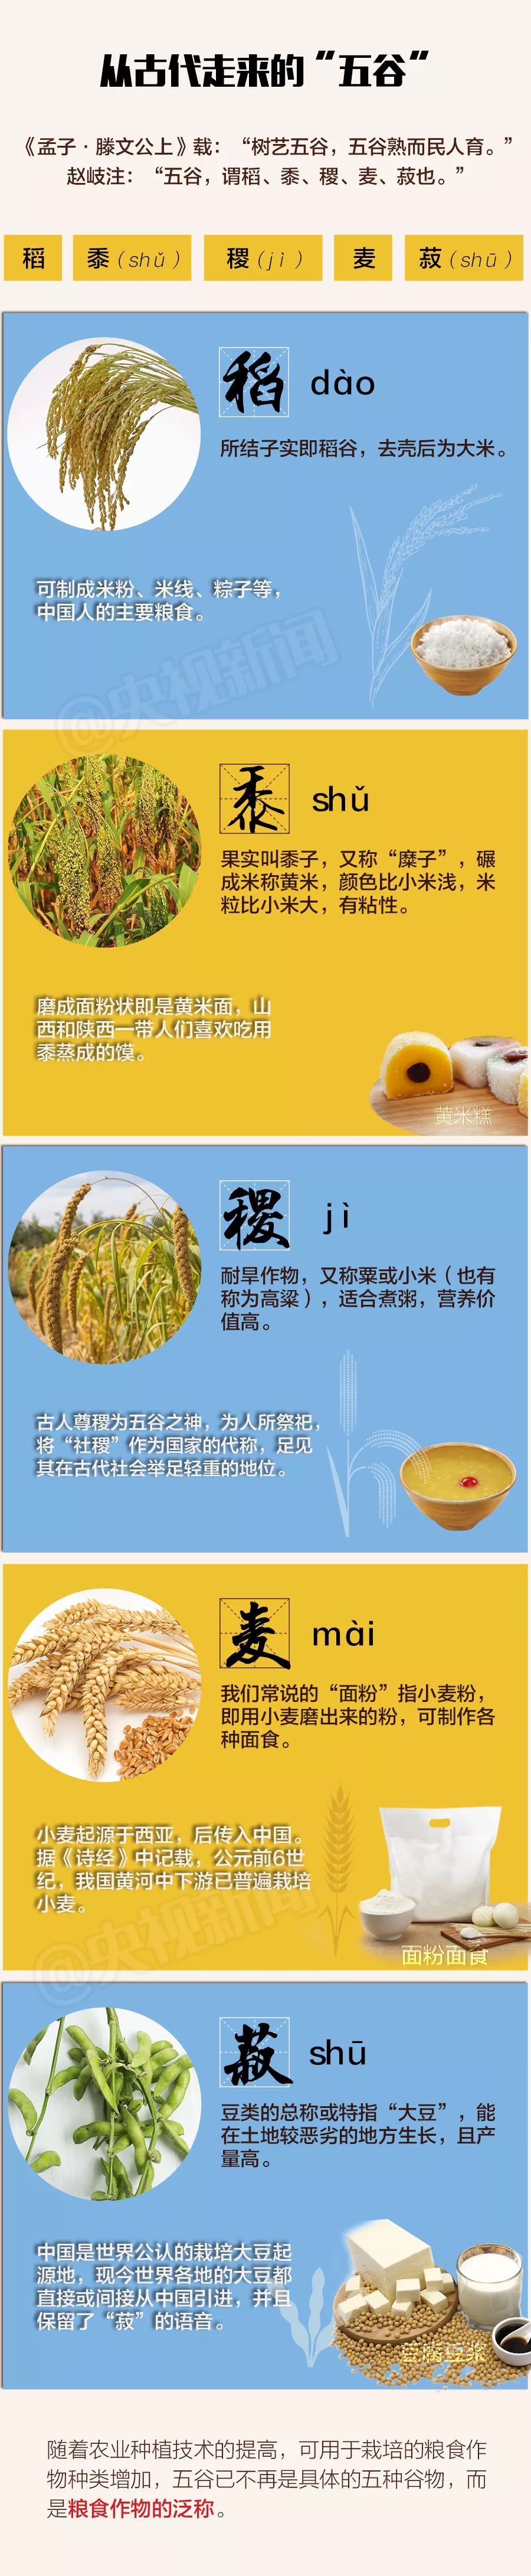 从古代走来的“五谷”
《孟子·滕文公上》载：“树艺五谷，五谷熟而民人育。”
赵岐注：“五谷，谓稻、黍、稷、麦、菽也。”
稻 黍（shǔ） 稷（jì） 麦 菽（shū）
稻 dào
所结子实即稻谷，去壳后为大米。
可制成米粉、米线、粽子等，
中国人的主要粮食。
@央视新闻
黍 shǔ
果实叫黍子，又称“糜子”，碾
成米称黄米，颜色比小米浅，米
粒比小米大，有粘性。
磨成面粉状即是黄米面，山
西和陕西一带人们喜欢吃用
黍蒸成的馍。
黄米糕
稷 jì
耐旱作物，又称粟或小米（也有
称为高粱），适合煮粥，营养价
值高。
古人尊稷为五谷之神，为人所祭祀，
将“社稷”作为国家的代称，足见
其在古代社会举足轻重的地位。
麦 mài
我们常说的“面粉”指小麦粉，
即用小麦磨出来的粉，可制作各
种面食。
小麦起源于西亚，后传入中国。
据《诗经》中记载，公元前6世
纪，我国黄河中下游已普遍栽培
小麦。
面粉面食
@央视新闻
菽 shū
豆类的总称或特指“大豆”，能
在土地较恶劣的地方生长，且产
量高。
中国是世界公认的栽培大豆起
源地，现今世界各地的大豆都
直接或间接从中国引进，并且
保留了“菽”的语音。
豆腐豆浆
随着农业种植技术的提高，可用于栽培的粮食作
物种类增加，五谷已不再是具体的五种谷物，而
是粮食作物的泛称。